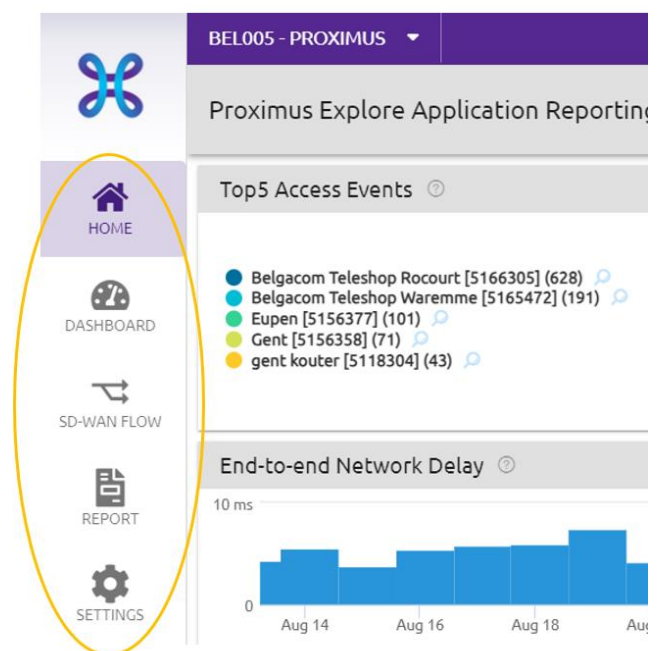 BEL005 - PROXIMUS
Proximus Explore Application Reporting
HOME
DASHBOARD
SD-WAN FLOW
REPORT
SETTINGS
Top5 Access Events
Belgacom Teleshop Rocourt [5166305] (628)
Belgacom Teleshop Waremme [5165472] (191)
Eupen [5156377] (101)
Gent [5156358] (71)
gent kouter [5118304] (43)
End-to-end Network Delay
10 ms
0
Aug 14
Aug 16
Aug 18